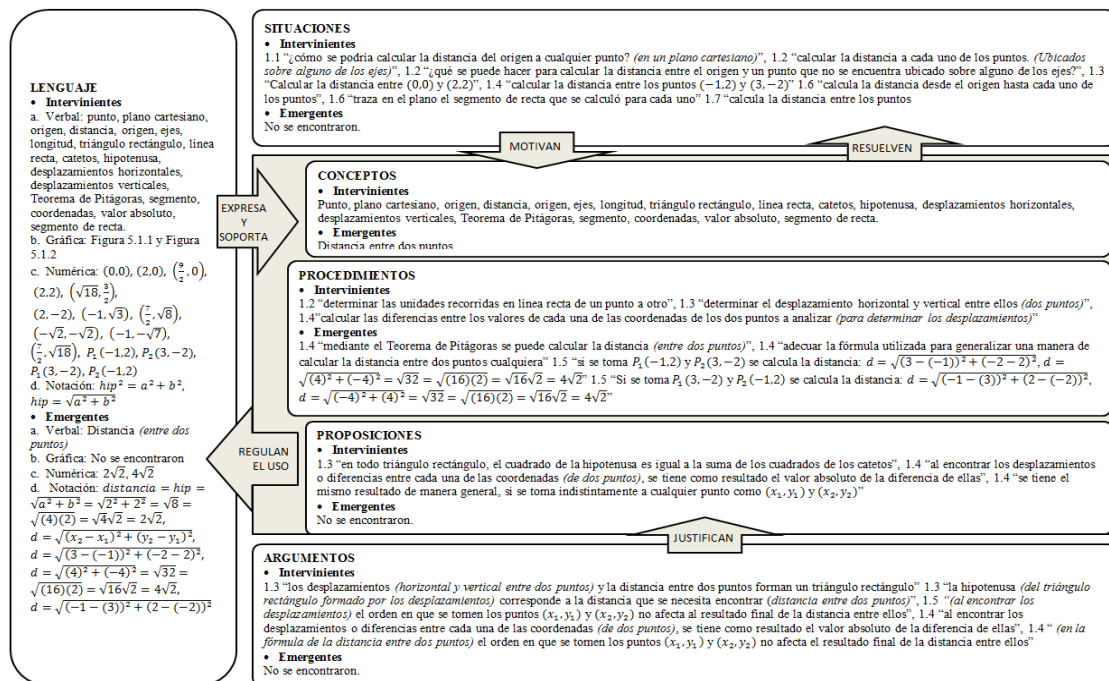 LENGUAJE
• Intervinientes
a. Verbal: punto, plano cartesiano,
origen, distancia, origen, ejes,
longitud, triángulo rectángulo, línea
recta, catetos, hipotenusa,
desplazamientos horizontales,
desplazamientos verticales,
Teorema de Pitágoras, segmento,
coordenadas, valor absoluto,
segmento de recta.
b. Gráfica: Figura 5.1.1 y Figura
5.1.2
c. Numérica: (0,0), (2,0), (9/2, 0),
(2,2), (√18, 3/2),
(2,−2), (−1,√3), (7/2, √8),
(−√2, −√2), (−1, −√7),
(7/2, √18), P₁(−1,2), P₂(3,−2),
P₁(3,−2), P₂(−1,2)
d. Notación: hip² = a² + b²,
hip = √(a² + b²)
• Emergentes
a. Verbal: Distancia (entre dos
puntos)
b. Gráfica: No se encontraron
c. Numérica: 2√2, 4√2
d. Notación: distancia = hip =
√(a² + b²) = √(2² + 2²) = √8 =
√((4)(2)) = √4√2 = 2√2,
d = √((x₂ − x₁)² + (y₂ − y₁)²),
d = √((3 − (−1))² + (−2 − 2)²),
d = √((4)² + (−4)²) = √32 =
√((16)(2)) = √16√2 = 4√2,
d = √((−1 − (3))² + (2 − (−2))²)
EXPRESA
Y
SOPORTA
REGULAN
EL USO
SITUACIONES
• Intervinientes
1.1 “¿cómo se podría calcular la distancia del origen a cualquier punto? (en un plano cartesiano)”, 1.2 “calcular la distancia a cada uno de los puntos. (Ubicados
sobre alguno de los ejes)”, 1.2 “¿qué se puede hacer para calcular la distancia entre el origen y un punto que no se encuentra ubicado sobre alguno de los ejes?”, 1.3
“Calcular la distancia entre (0,0) y (2,2)”, 1.4 “calcular la distancia entre los puntos (−1,2) y (3,−2)” 1.6 “calcula la distancia desde el origen hasta cada uno de
los puntos”, 1.6 “traza en el plano el segmento de recta que se calculó para cada uno” 1.7 “calcula la distancia entre los puntos
• Emergentes
No se encontraron.
MOTIVAN
RESUELVEN
CONCEPTOS
• Intervinientes
Punto, plano cartesiano, origen, distancia, origen, ejes, longitud, triángulo rectángulo, línea recta, catetos, hipotenusa, desplazamientos horizontales,
desplazamientos verticales, Teorema de Pitágoras, segmento, coordenadas, valor absoluto, segmento de recta.
• Emergentes
Distancia entre dos puntos
PROCEDIMIENTOS
• Intervinientes
1.2 “determinar las unidades recorridas en línea recta de un punto a otro”, 1.3 “determinar el desplazamiento horizontal y vertical entre ellos (dos puntos)”,
1.4“calcular las diferencias entre los valores de cada una de las coordenadas de los dos puntos a analizar (para determinar los desplazamientos)”
• Emergentes
1.4 “mediante el Teorema de Pitágoras se puede calcular la distancia (entre dos puntos)”, 1.4 “adecuar la fórmula utilizada para generalizar una manera de
calcular la distancia entre dos puntos cualquiera” 1.5 “si se toma P₁(−1,2) y P₂(3,−2) se calcula la distancia: d = √((3 − (−1))² + (−2 − 2)²), d =
√((4)² + (−4)²) = √32 = √((16)(2)) = √16√2 = 4√2” 1.5 “Si se toma P₁(3,−2) y P₂(−1,2) se calcula la distancia: d = √((−1 − (3))² + (2 − (−2))²),
d = √((−4)² + (4)²) = √32 = √((16)(2)) = √16√2 = 4√2”
PROPOSICIONES
• Intervinientes
1.3 “en todo triángulo rectángulo, el cuadrado de la hipotenusa es igual a la suma de los cuadrados de los catetos”, 1.4 “al encontrar los desplazamientos
o diferencias entre cada una de las coordenadas (de dos puntos), se tiene como resultado el valor absoluto de la diferencia de ellas”, 1.4 “se tiene el
mismo resultado de manera general, si se toma indistintamente a cualquier punto como (x₁, y₁) y (x₂, y₂)”
• Emergentes
No se encontraron.
JUSTIFICAN
ARGUMENTOS
• Intervinientes
1.3 “los desplazamientos (horizontal y vertical entre dos puntos) y la distancia entre dos puntos forman un triángulo rectángulo” 1.3 “la hipotenusa (del triángulo
rectángulo formado por los desplazamientos) corresponde a la distancia que se necesita encontrar (distancia entre dos puntos)”, 1.5 “(al encontrar los
desplazamientos) el orden en que se tomen los puntos (x₁, y₁) y (x₂, y₂) no afecta al resultado final de la distancia entre ellos”, 1.4 “al encontrar los
desplazamientos o diferencias entre cada una de las coordenadas (de dos puntos), se tiene como resultado el valor absoluto de la diferencia de ellas”, 1.4 “ (en la
fórmula de la distancia entre dos puntos) el orden en que se tomen los puntos (x₁, y₁) y (x₂, y₂) no afecta el resultado final de la distancia entre ellos”
• Emergentes
No se encontraron.